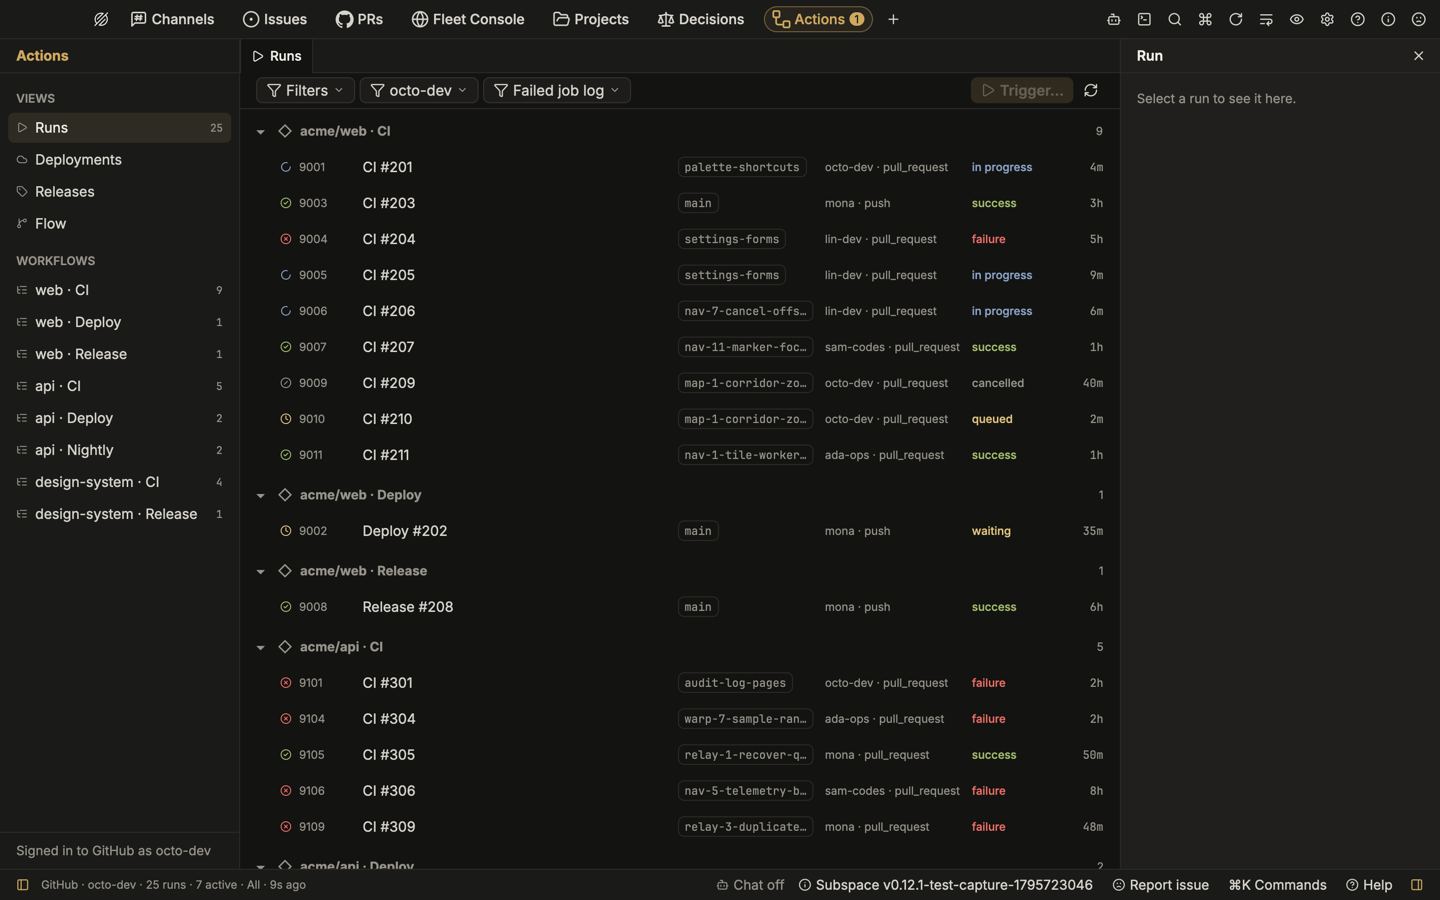 Channels Issues PRs Fleet Console Projects Decisions Actions 1
Actions
Runs
Run
VIEWS
Runs 25
Deployments
Releases
Flow
WORKFLOWS
web · CI 9
web · Deploy 1
web · Release 1
api · CI 5
api · Deploy 2
api · Nightly 2
design-system · CI 4
design-system · Release 1
Signed in to GitHub as octo-dev
Filters octo-dev Failed job log Trigger...
acme/web · CI 9
9001 CI #201 palette-shortcuts octo-dev · pull_request in progress 4m
9003 CI #203 main mona · push success 3h
9004 CI #204 settings-forms lin-dev · pull_request failure 5h
9005 CI #205 settings-forms lin-dev · pull_request in progress 9m
9006 CI #206 nav-7-cancel-offs… lin-dev · pull_request in progress 6m
9007 CI #207 nav-11-marker-foc… sam-codes · pull_request success 1h
9009 CI #209 map-1-corridor-zo… octo-dev · pull_request cancelled 40m
9010 CI #210 map-1-corridor-zo… octo-dev · pull_request queued 2m
9011 CI #211 nav-1-tile-worker… ada-ops · pull_request success 1h
acme/web · Deploy 1
9002 Deploy #202 main mona · push waiting 35m
acme/web · Release 1
9008 Release #208 main mona · push success 6h
acme/api · CI 5
9101 CI #301 audit-log-pages octo-dev · pull_request failure 2h
9104 CI #304 warp-7-sample-ran… ada-ops · pull_request failure 2h
9105 CI #305 relay-1-recover-q… mona · pull_request success 50m
9106 CI #306 nav-5-telemetry-b… sam-codes · pull_request failure 8h
9109 CI #309 relay-3-duplicate… mona · pull_request failure 48m
acme/api · Deploy 2
Select a run to see it here.
GitHub · octo-dev · 25 runs · 7 active · All · 9s ago
Chat off Subspace v0.12.1-test-capture-1795723046 Report issue ⌘K Commands Help